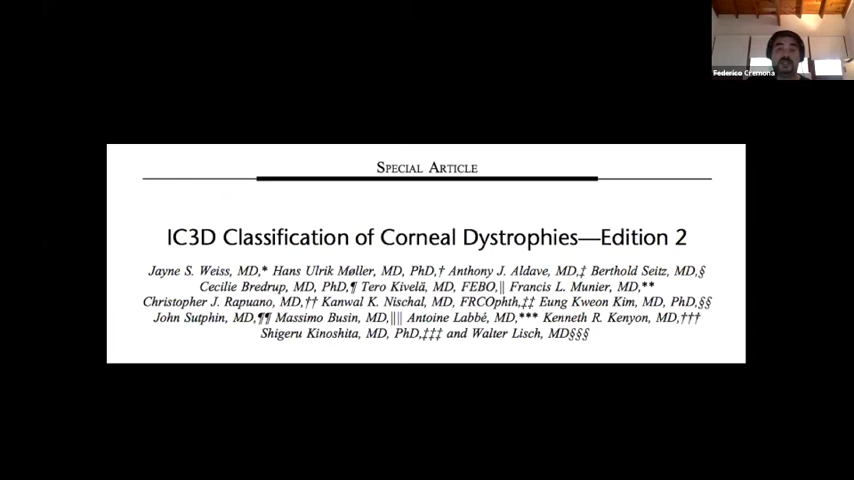 Federico Cremona
SPECIAL ARTICLE
IC3D Classification of Corneal Dystrophies—Edition 2
Jayne S. Weiss, MD,* Hans Ulrik Møller, MD, PhD,† Anthony J. Aldave, MD,‡ Berthold Seitz, MD,§
Cecilie Bredrup, MD, PhD,¶ Tero Kivelä, MD, FEBO,‖ Francis L. Munier, MD,**
Christopher J. Rapuano, MD,†† Kanwal K. Nischal, MD, FRCOphth,‡‡ Eung Kweon Kim, MD, PhD,§§
John Sutphin, MD,¶¶ Massimo Busin, MD,‖‖ Antoine Labbé, MD,*** Kenneth R. Kenyon, MD,†††
Shigeru Kinoshita, MD, PhD,‡‡‡ and Walter Lisch, MD§§§